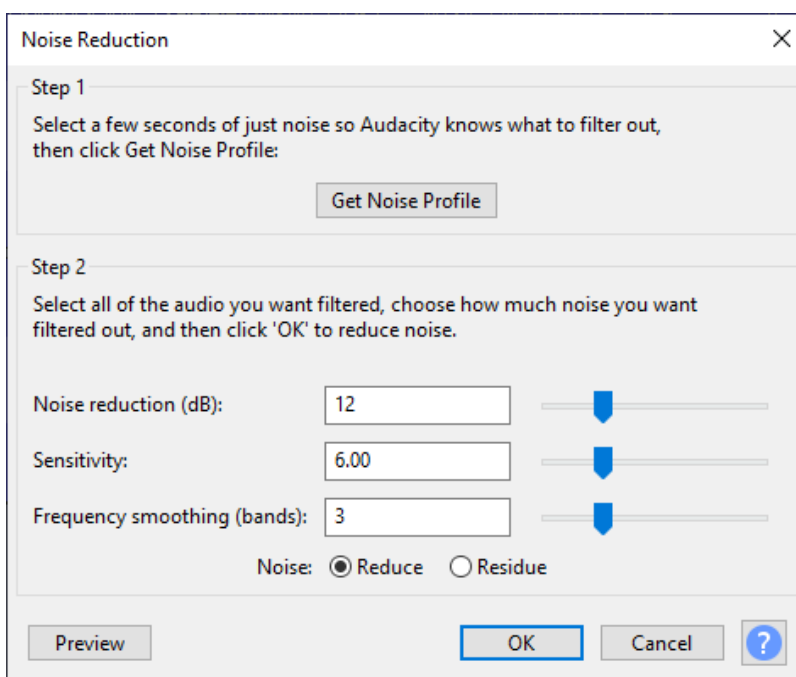 Noise Reduction
Step 1
Select a few seconds of just noise so Audacity knows what to filter out,
then click Get Noise Profile:
Get Noise Profile
Step 2
Select all of the audio you want filtered, choose how much noise you want
filtered out, and then click 'OK' to reduce noise.
Noise reduction (dB): 12
Sensitivity: 6.00
Frequency smoothing (bands): 3
Noise: Reduce Residue
Preview OK Cancel ?